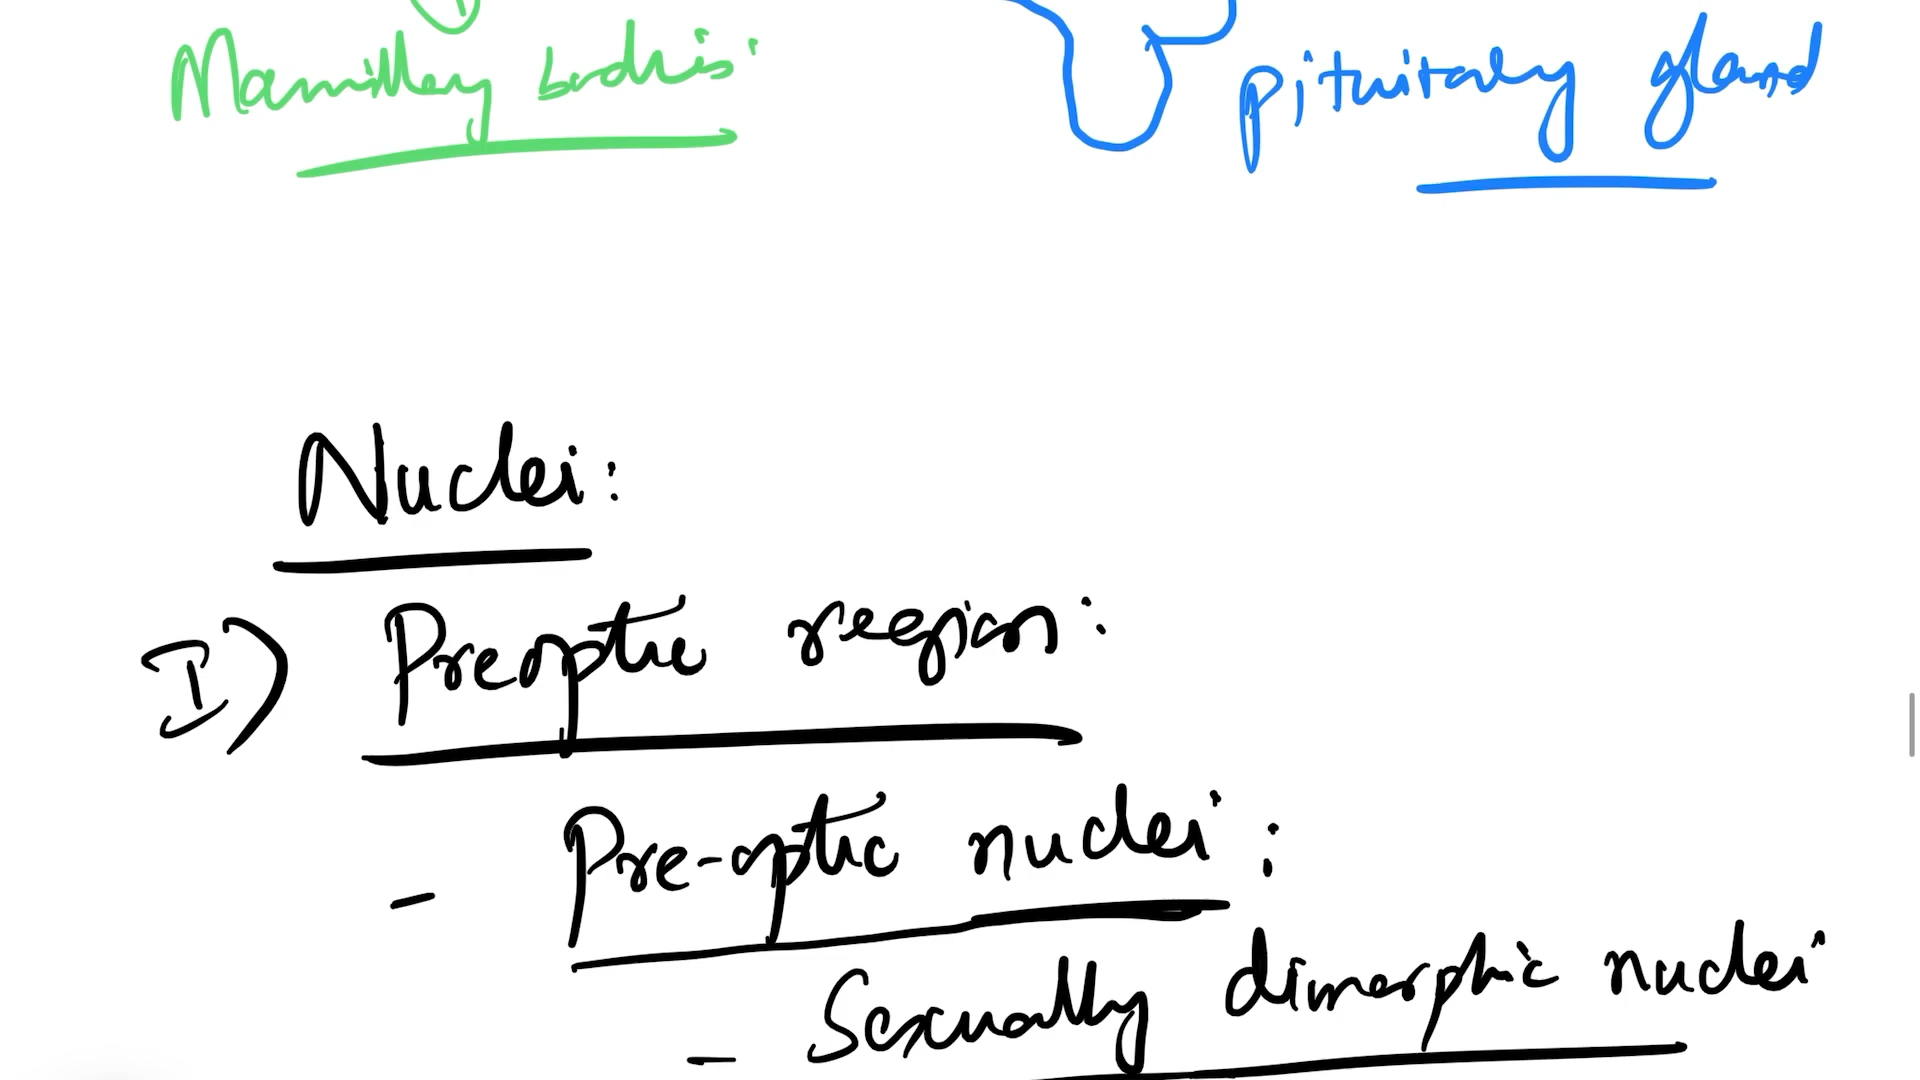 Mamillary bodies
pituitary gland
Nuclei:
I) Preoptic region:
- Pre-optic nuclei:
- Sexually dimorphic nuclei